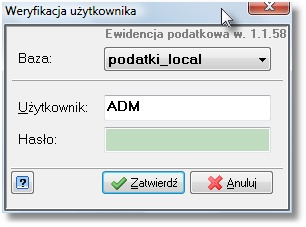 Weryfikacja użytkownika
Ewidencja podatkowa w. 1.1.58
Baza: podatki_local
Użytkownik: ADM
Hasło:
? Zatwierdź Anuluj